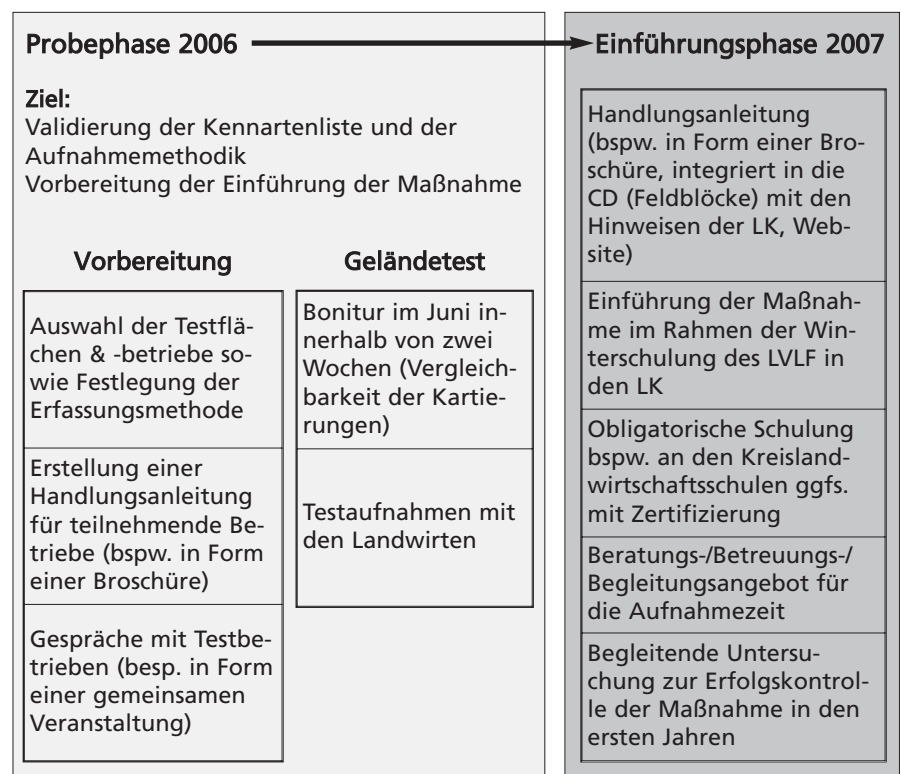 Probephase 2006
Ziel:
Validierung der Kennartenliste und der
Aufnahmemethodik
Vorbereitung der Einführung der Maßnahme
Vorbereitung
Auswahl der Testflä-
chen & -betriebe so-
wie Festlegung der
Erfassungsmethode
Erstellung einer
Handlungsanleitung
für teilnehmende Be-
triebe (bspw. in Form
einer Broschüre)
Gespräche mit Testbe-
trieben (besp. in Form
einer gemeinsamen
Veranstaltung)
Geländetest
Bonitur im Juni in-
nerhalb von zwei
Wochen (Vergleich-
barkeit der Kartie-
rungen)
Testaufnahmen mit
den Landwirten
Einführungsphase 2007
Handlungsanleitung
(bspw. in Form einer Bro-
schüre, integriert in die
CD (Feldblöcke) mit den
Hinweisen der LK, Web-
site)
Einführung der Maßnah-
me im Rahmen der Win-
terschulung des LVLF in
den LK
Obligatorische Schulung
bspw. an den Kreisland-
wirtschaftsschulen ggfs.
mit Zertifizierung
Beratungs-/Betreuungs-/
Begleitungsangebot für
die Aufnahmezeit
Begleitende Untersu-
chung zur Erfolgskontrol-
le der Maßnahme in den
ersten Jahren